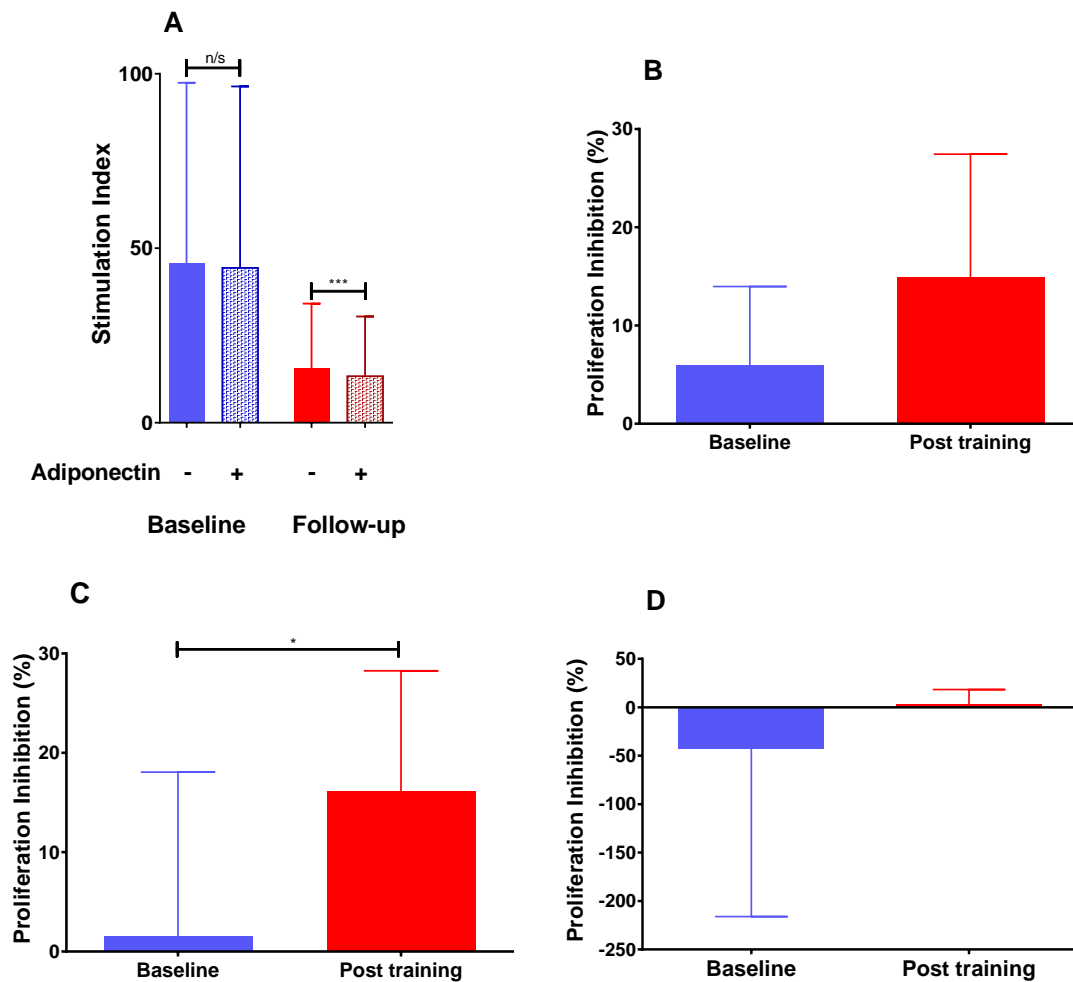 A
n/s
100
50
0
Stimulation Index
***
Adiponectin - + - +
Baseline Follow-up
B
30
20
10
0
Proliferation Inihibition (%)
Baseline Post training
C
*
30
20
10
0
Proliferation Inihibition (%)
Baseline Post training
D
50
0
-50
-100
-150
-200
-250
Proliferation Inihibition (%)
Baseline Post training